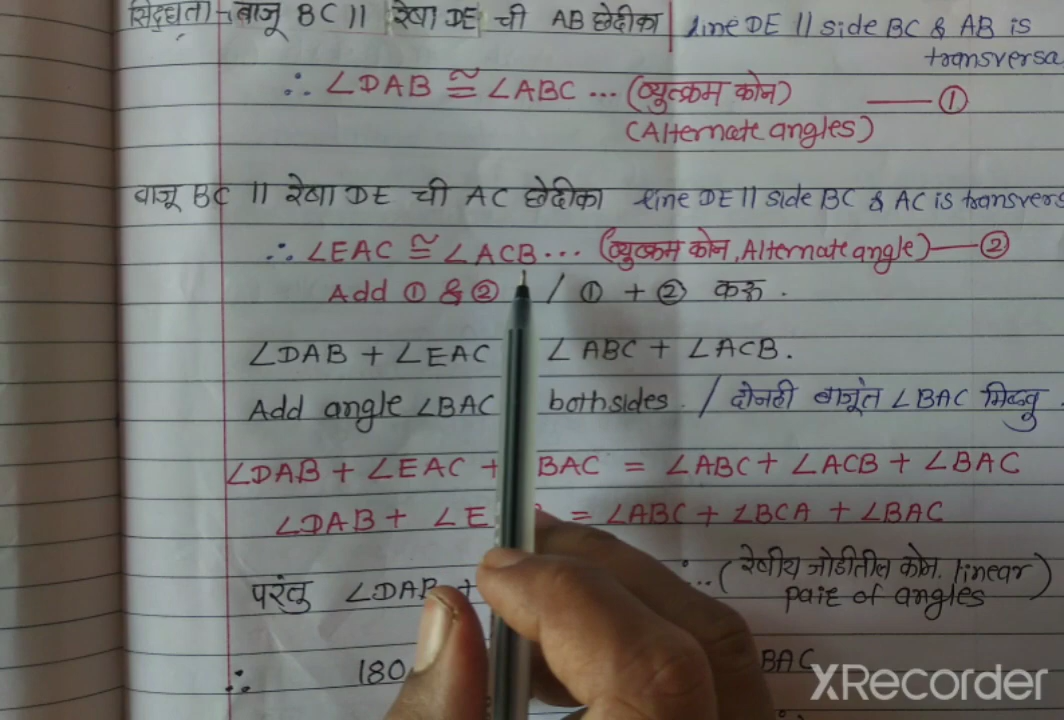 सिद्धता - बाजू BC || रेषा DE ची AB छेदीका | line DE || side BC & AB is
transversa
∴ ∠DAB ≅ ∠ABC ... (व्युत्क्रम कोन) —— ①
(Alternate angles)
बाजू BC || रेषा DE ची AC छेदीका line DE || side BC & AC is transvers
∴ ∠EAC ≅ ∠ACB... (व्युत्क्रम कोन, Alternate angle) —— ②
Add ① & ② / ① + ② करू.
∠DAB + ∠EAC ∠ABC + ∠ACB.
Add angle ∠BAC bothsides. / दोनही बाजूंत ∠BAC मिळवु.
∠DAB + ∠EAC + BAC = ∠ABC + ∠ACB + ∠BAC
∠DAB + ∠E = ∠ABC + ∠BCA + ∠BAC
परंतु ∠DAB + ... (रेषीय जोडीतील कोन. linear)
pair of angles
∴ 180 BAC
XRecorder